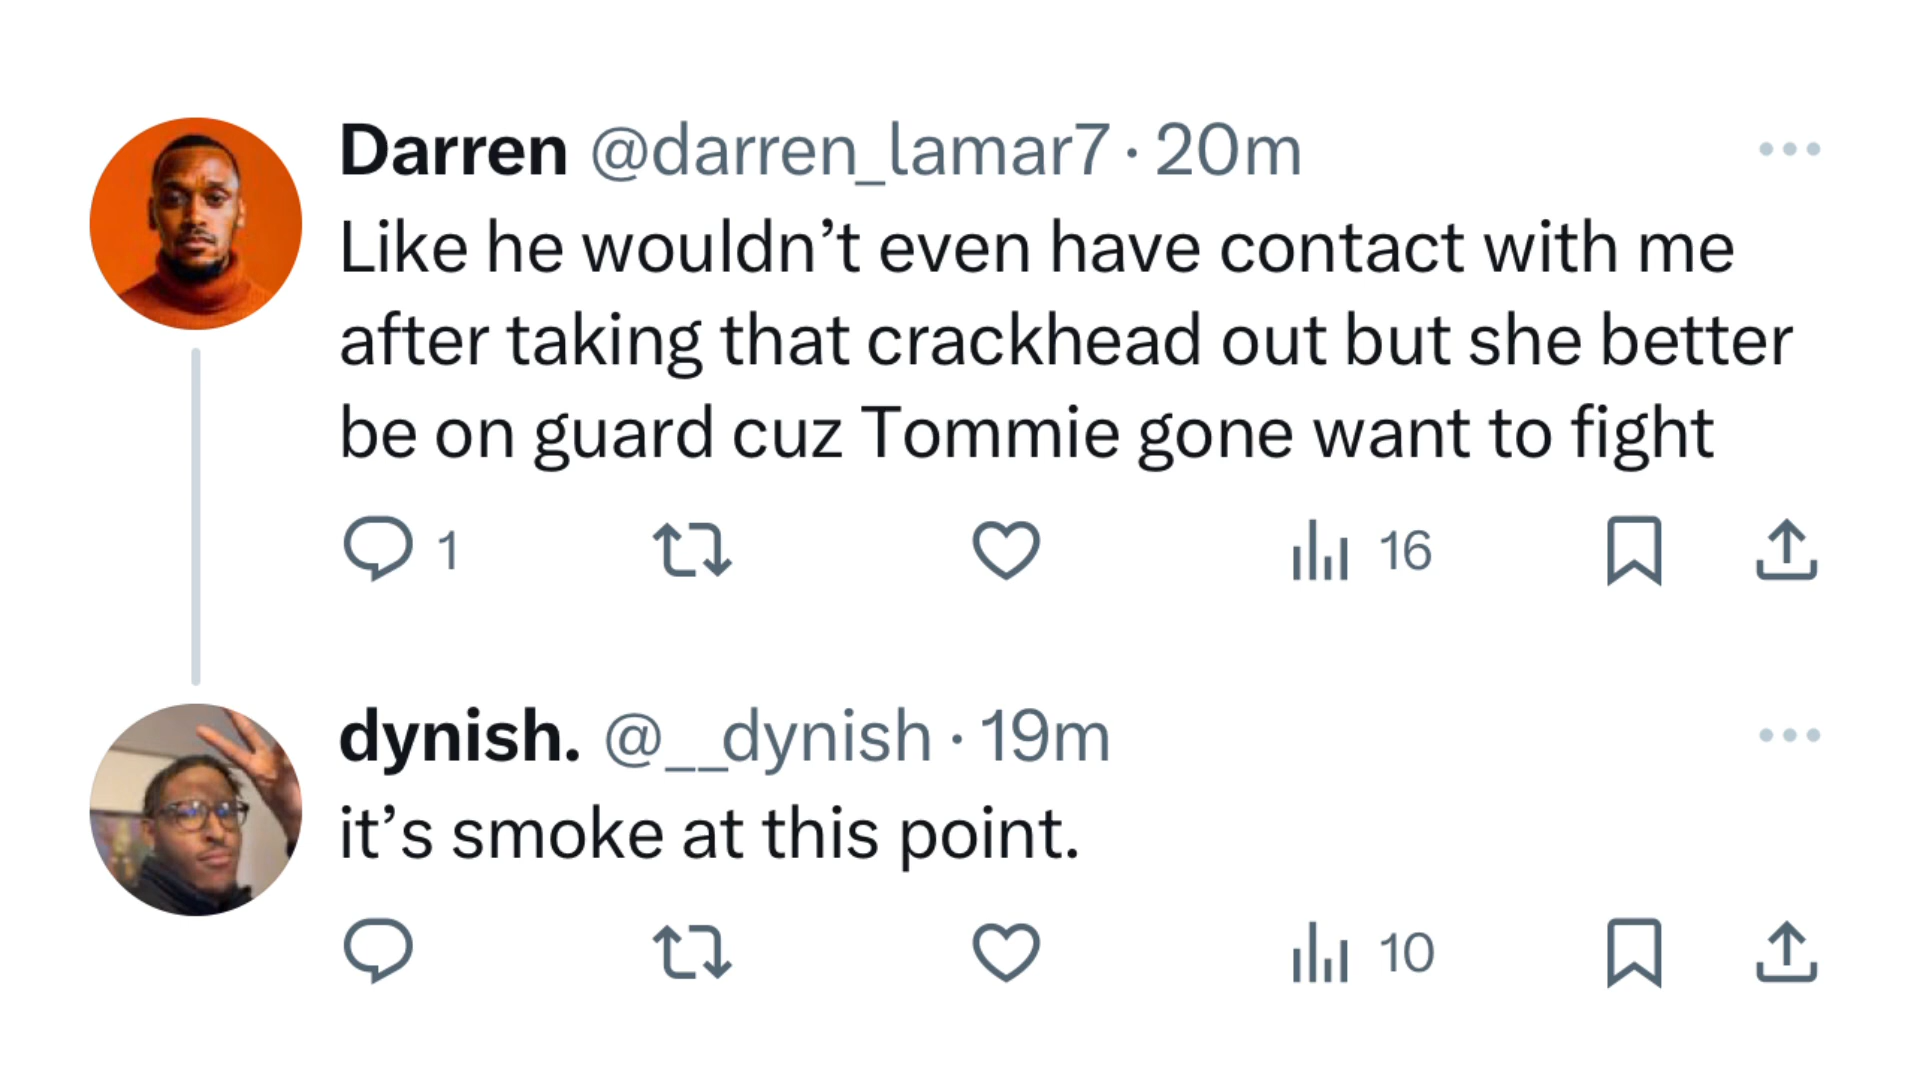 Darren @darren_lamar7 · 20m
Like he wouldn’t even have contact with me
after taking that crackhead out but she better
be on guard cuz Tommie gone want to fight
1 16
dynish. @__dynish · 19m
it’s smoke at this point.
10